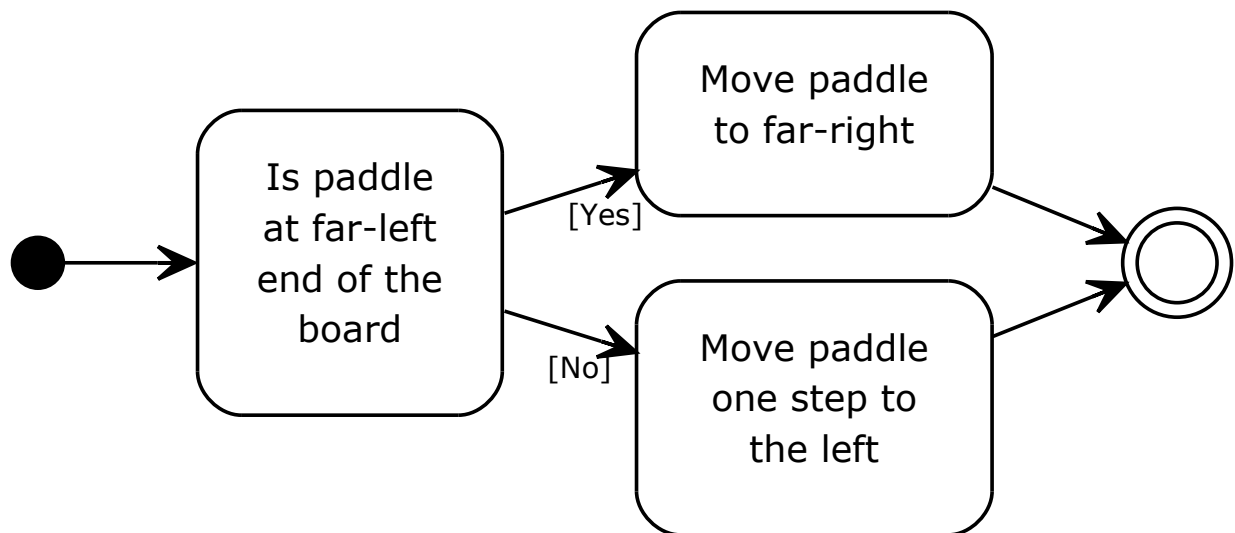 Is paddle
at far-left
end of the
board
[Yes]
Move paddle
to far-right
[No]
Move paddle
one step to
the left